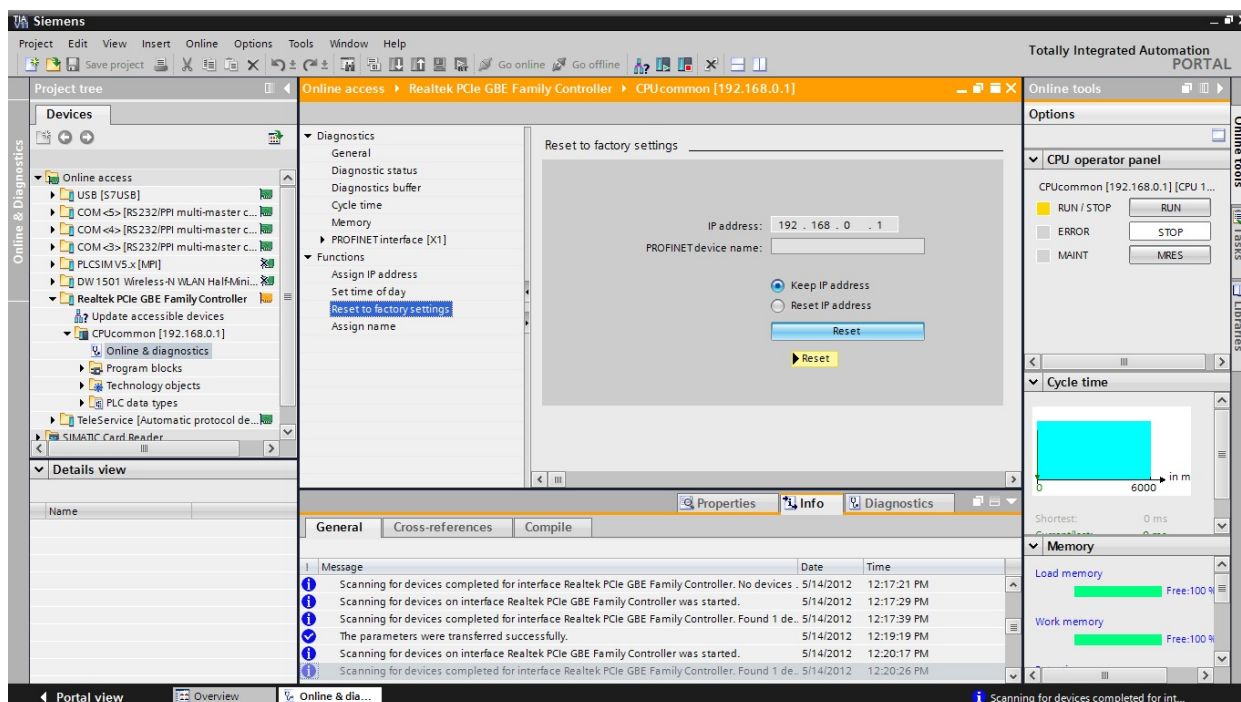 Siemens
Project Edit View Insert Online Options Tools Window Help
Save project Go online Go offline
Totally Integrated Automation
PORTAL
Project tree
Devices
Online & Diagnostics
Online access
USB [S7USB]
COM <5> [RS232/PPI multi-master c...
COM <4> [RS232/PPI multi-master c...
COM <3> [RS232/PPI multi-master c...
PLCSIM V5.x [MPI]
DW 1501 Wireless-N WLAN Half-Mini...
Realtek PCIe GBE Family Controller
Update accessible devices
CPUcommon [192.168.0.1]
Online & diagnostics
Program blocks
Technology objects
PLC data types
TeleService [Automatic protocol de...
SIMATIC Card Reader
Details view
Name
Online access Realtek PCIe GBE Family Controller CPUcommon [192.168.0.1]
Diagnostics
General
Diagnostic status
Diagnostics buffer
Cycle time
Memory
PROFINET interface [X1]
Functions
Assign IP address
Set time of day
Reset to factory settings
Assign name
Reset to factory settings
IP address: 192 . 168 . 0 . 1
PROFINET device name:
Keep IP address
Reset IP address
Reset
Reset
Properties Info Diagnostics
General Cross-references Compile
! Message Date Time
Scanning for devices completed for interface Realtek PCIe GBE Family Controller. No devices . 5/14/2012 12:17:21 PM
Scanning for devices on interface Realtek PCIe GBE Family Controller was started. 5/14/2012 12:17:29 PM
Scanning for devices completed for interface Realtek PCIe GBE Family Controller. Found 1 de.. 5/14/2012 12:17:39 PM
The parameters were transferred successfully. 5/14/2012 12:19:19 PM
Scanning for devices on interface Realtek PCIe GBE Family Controller was started. 5/14/2012 12:20:17 PM
Scanning for devices completed for interface Realtek PCIe GBE Family Controller. Found 1 de.. 5/14/2012 12:20:26 PM
Online tools
Options
CPU operator panel
CPUcommon [192.168.0.1] [CPU 1...
RUN / STOP RUN
ERROR STOP
MAINT MRES
Cycle time
0 6000 in m
Shortest: 0 ms
Memory
Load memory
Free:100 %
Work memory
Free:100 %
Online tools
Tasks
Libraries
Portal view Overview Online & dia...
Scanning for devices completed for int...